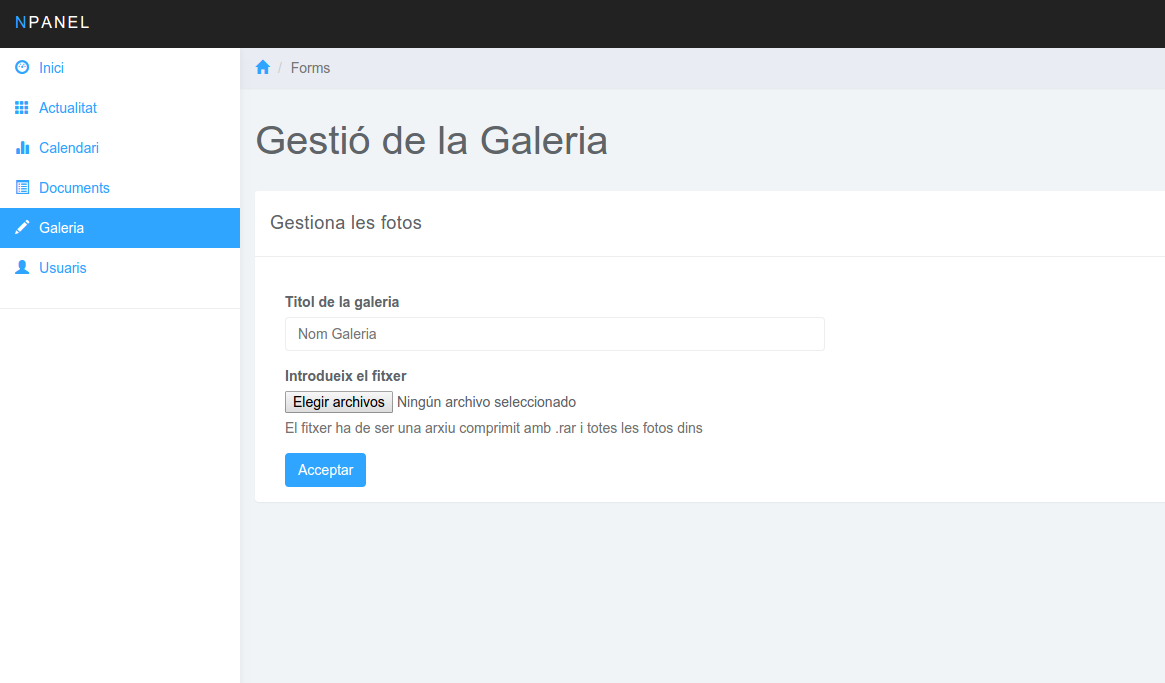 NPANEL
Inici
Actualitat
Calendari
Documents
Galeria
Usuaris
/ Forms
Gestió de la Galeria
Gestiona les fotos
Titol de la galeria
Nom Galeria
Introdueix el fitxer
Elegir archivos Ningún archivo seleccionado
El fitxer ha de ser una arxiu comprimit amb .rar i totes les fotos dins
Acceptar